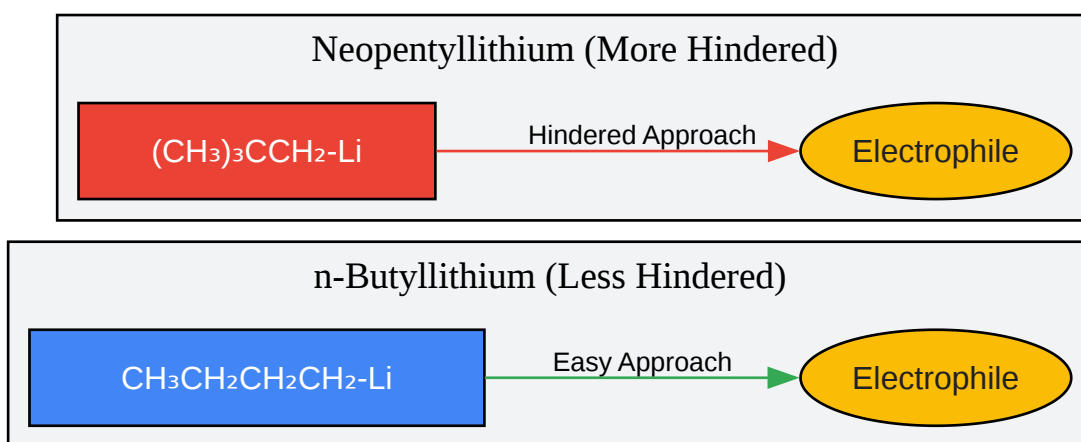 Neopentyllithium (More Hindered)
(CH₃)₃CCH₂-Li
Hindered Approach
Electrophile
n-Butyllithium (Less Hindered)
CH₃CH₂CH₂CH₂-Li
Easy Approach
Electrophile